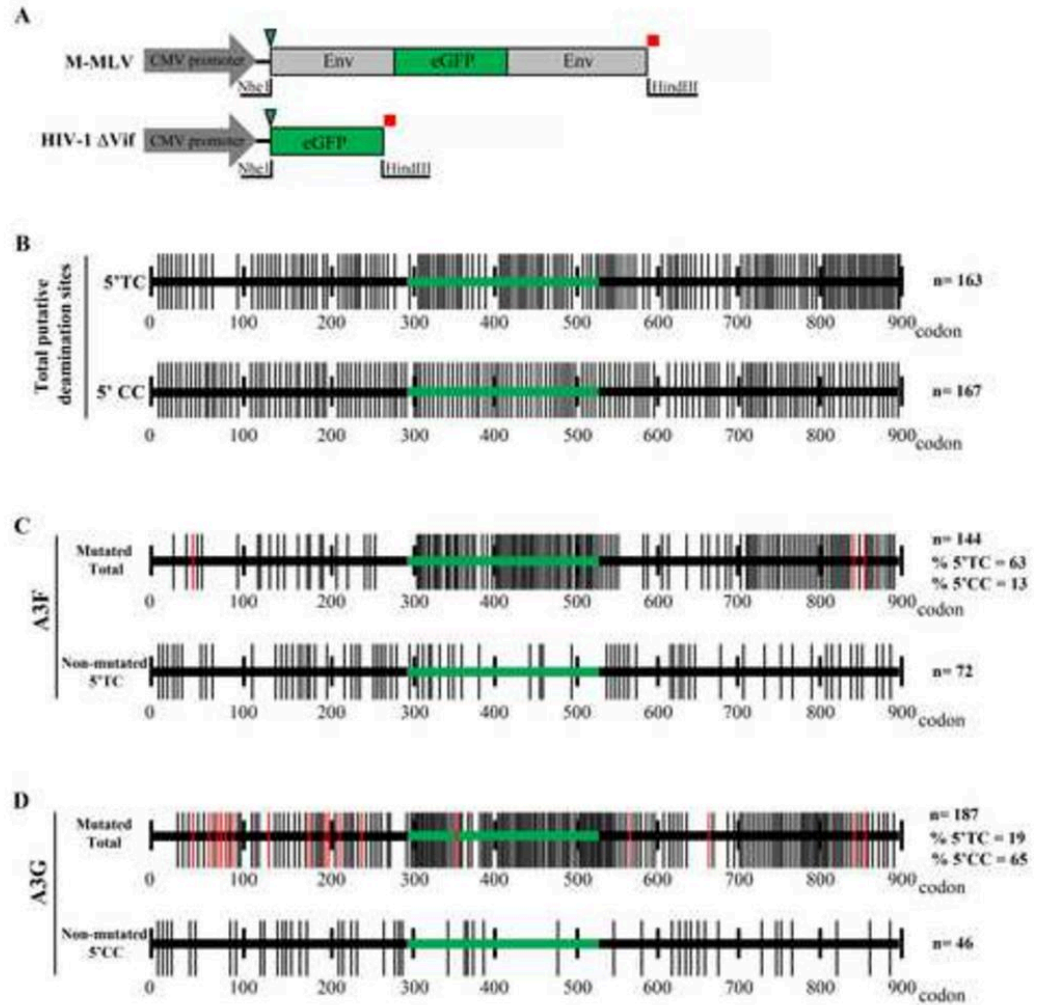 A
M-MLV
CMV promoter
Env
eGFP
Env
NheI
HindIII
HIV-1 ΔVif
CMV promoter
eGFP
NheI
HindIII
B
Total putative
deamination sites
5'TC
n= 163
0 100 200 300 400 500 600 700 800 900 codon
5' CC
n= 167
0 100 200 300 400 500 600 700 800 900 codon
C
A3F
Mutated
Total
n= 144
% 5'TC = 63
% 5'CC = 13
0 100 200 300 400 500 600 700 800 900 codon
Non-mutated
5'TC
n= 72
0 100 200 300 400 500 600 700 800 900 codon
D
A3G
Mutated
Total
n= 187
% 5'TC = 19
% 5'CC = 65
0 100 200 300 400 500 600 700 800 900 codon
Non-mutated
5'CC
n= 46
0 100 200 300 400 500 600 700 800 900 codon